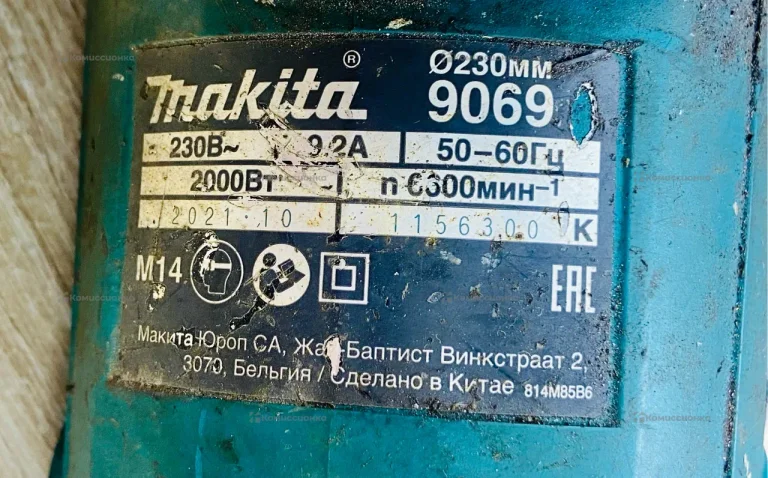 Makita ®
Ø230мм
9069
230В~ 9.2А 50–60Гц
2000Вт n 6600мин⁻¹
2021.10 1156300 K
M14
EAC
Макита Юроп СА, Жан-Баптист Винкстраат 2,
3070, Бельгия / Сделано в Китае 814M85B6
Комиссионка